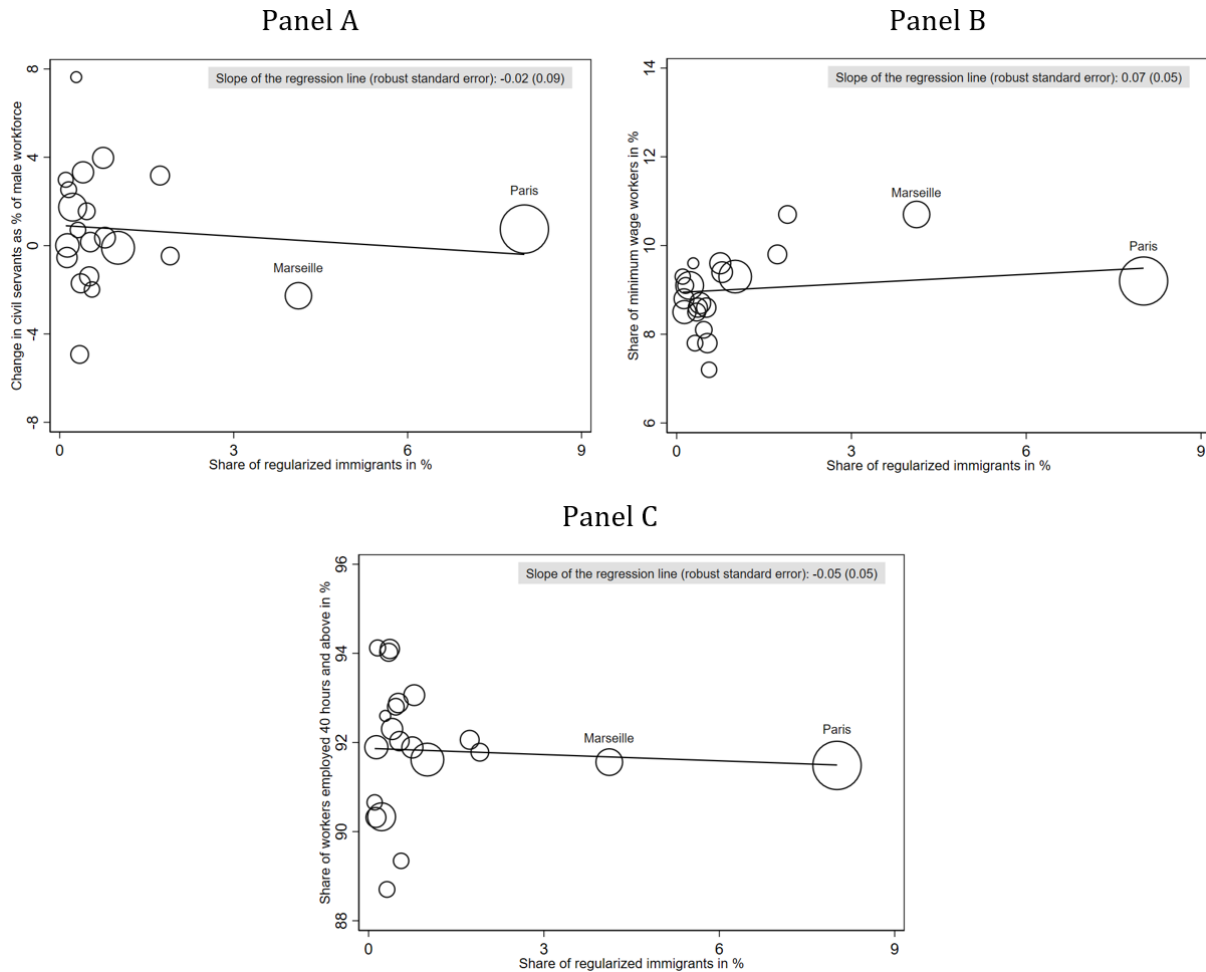 Panel A
Slope of the regression line (robust standard error): -0.02 (0.09)
Change in civil servants as % of male workforce
8
4
0
-4
-8
Paris
Marseille
0 3 6 9
Share of regularized immigrants in %
Panel B
Slope of the regression line (robust standard error): 0.07 (0.05)
Share of minimum wage workers in %
14
12
10
8
6
Marseille
Paris
0 3 6 9
Share of regularized immigrants in %
Panel C
Slope of the regression line (robust standard error): -0.05 (0.05)
Share of workers employed 40 hours and above in %
96
94
92
90
88
Marseille
Paris
0 3 6 9
Share of regularized immigrants in %